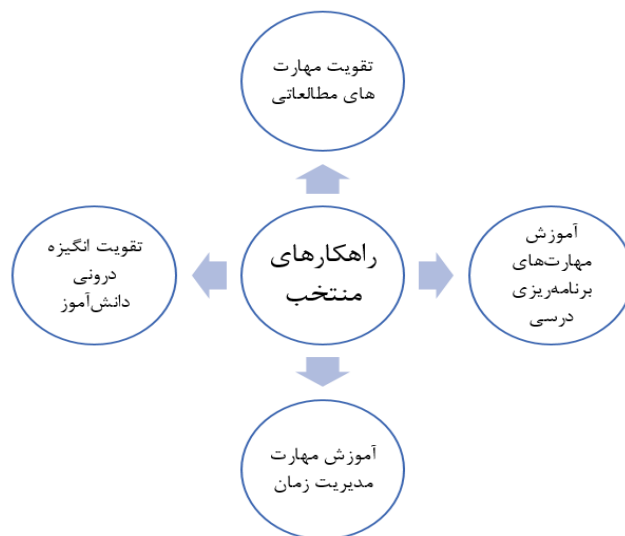 تقویت مهارت
های مطالعاتی
راهکارهای
منتخب
آموزش
مهارت‌های
برنامه‌ریزی
درسی
تقویت انگیزه
درونی
دانش‌آموز
آموزش مهارت
مدیریت زمان